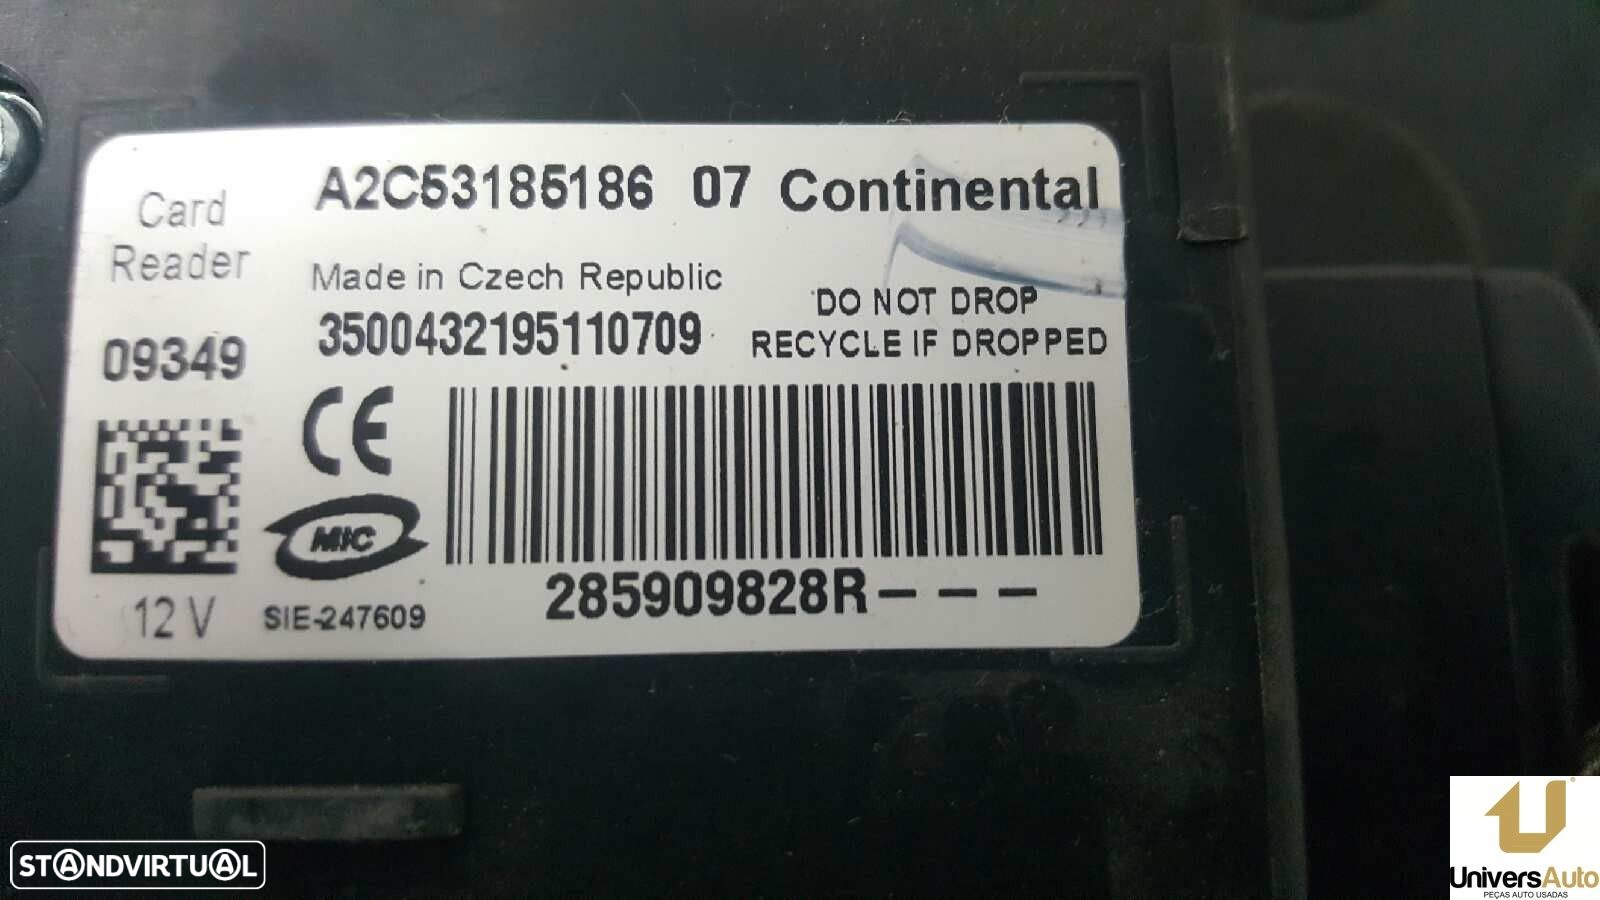 A2C53185186 07 Continental
Card
Reader
Made in Czech Republic
DO NOT DROP
09349
3500432195110709
RECYCLE IF DROPPED
CE
MIC
285909828R---
12 V
SIE-247609
STANDVIRTUAL
UniversAuto
PEÇAS AUTO USADAS